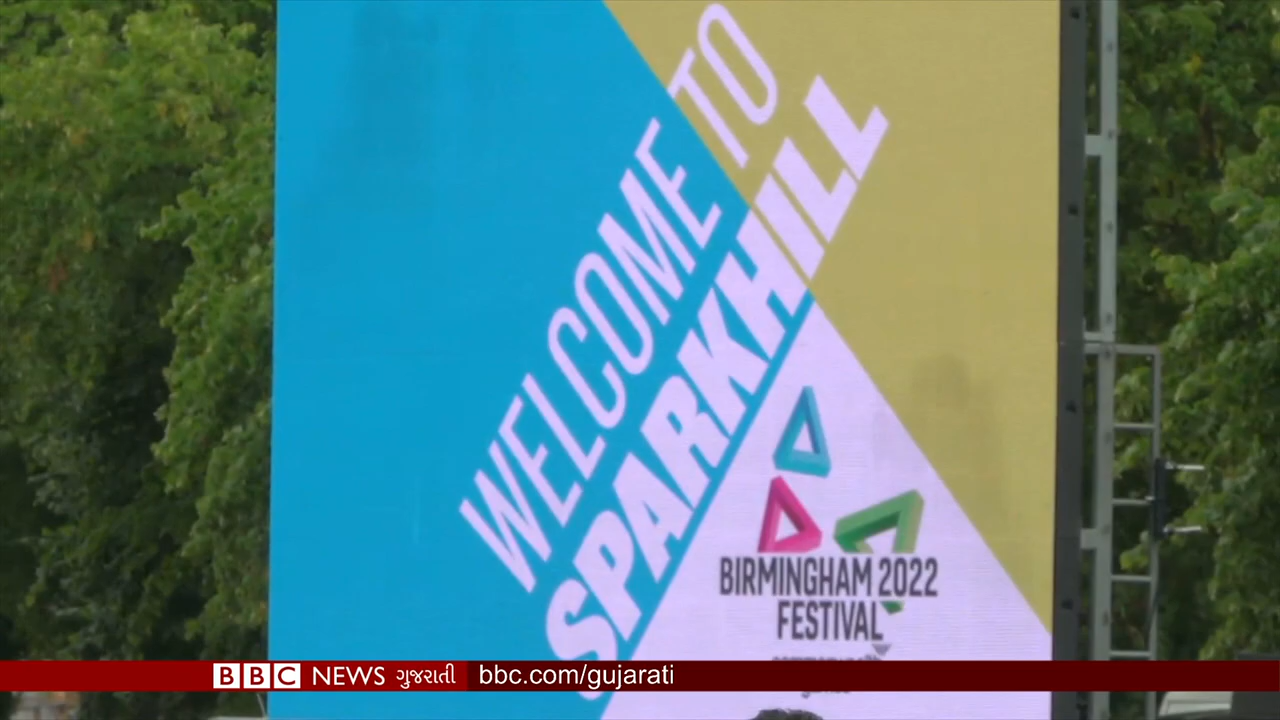 WELCOME TO
SPARKHILL
BIRMINGHAM 2022
FESTIVAL
BBC NEWS ગુજરાતી bbc.com/gujarati